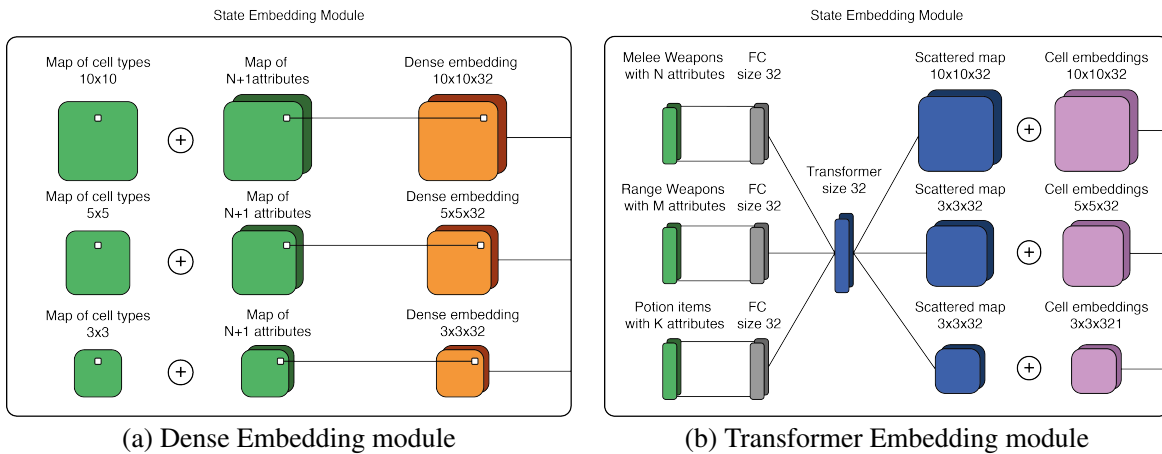 State Embedding Module
Map of cell types
10x10
Map of
N+1attributes
Dense embedding
10x10x32
+
Map of cell types
5x5
Map of
N+1 attributes
Dense embedding
5x5x32
+
Map of cell types
3x3
Map of
N+1 attributes
Dense embedding
3x3x32
+
(a) Dense Embedding module
State Embedding Module
Melee Weapons
with N attributes
FC
size 32
Scattered map
10x10x32
Cell embeddings
10x10x32
+
Transformer
size 32
Range Weapons
with M attributes
FC
size 32
Scattered map
3x3x32
Cell embeddings
5x5x32
+
Potion items
with K attributes
FC
size 32
Scattered map
3x3x32
Cell embeddings
3x3x321
+
(b) Transformer Embedding module